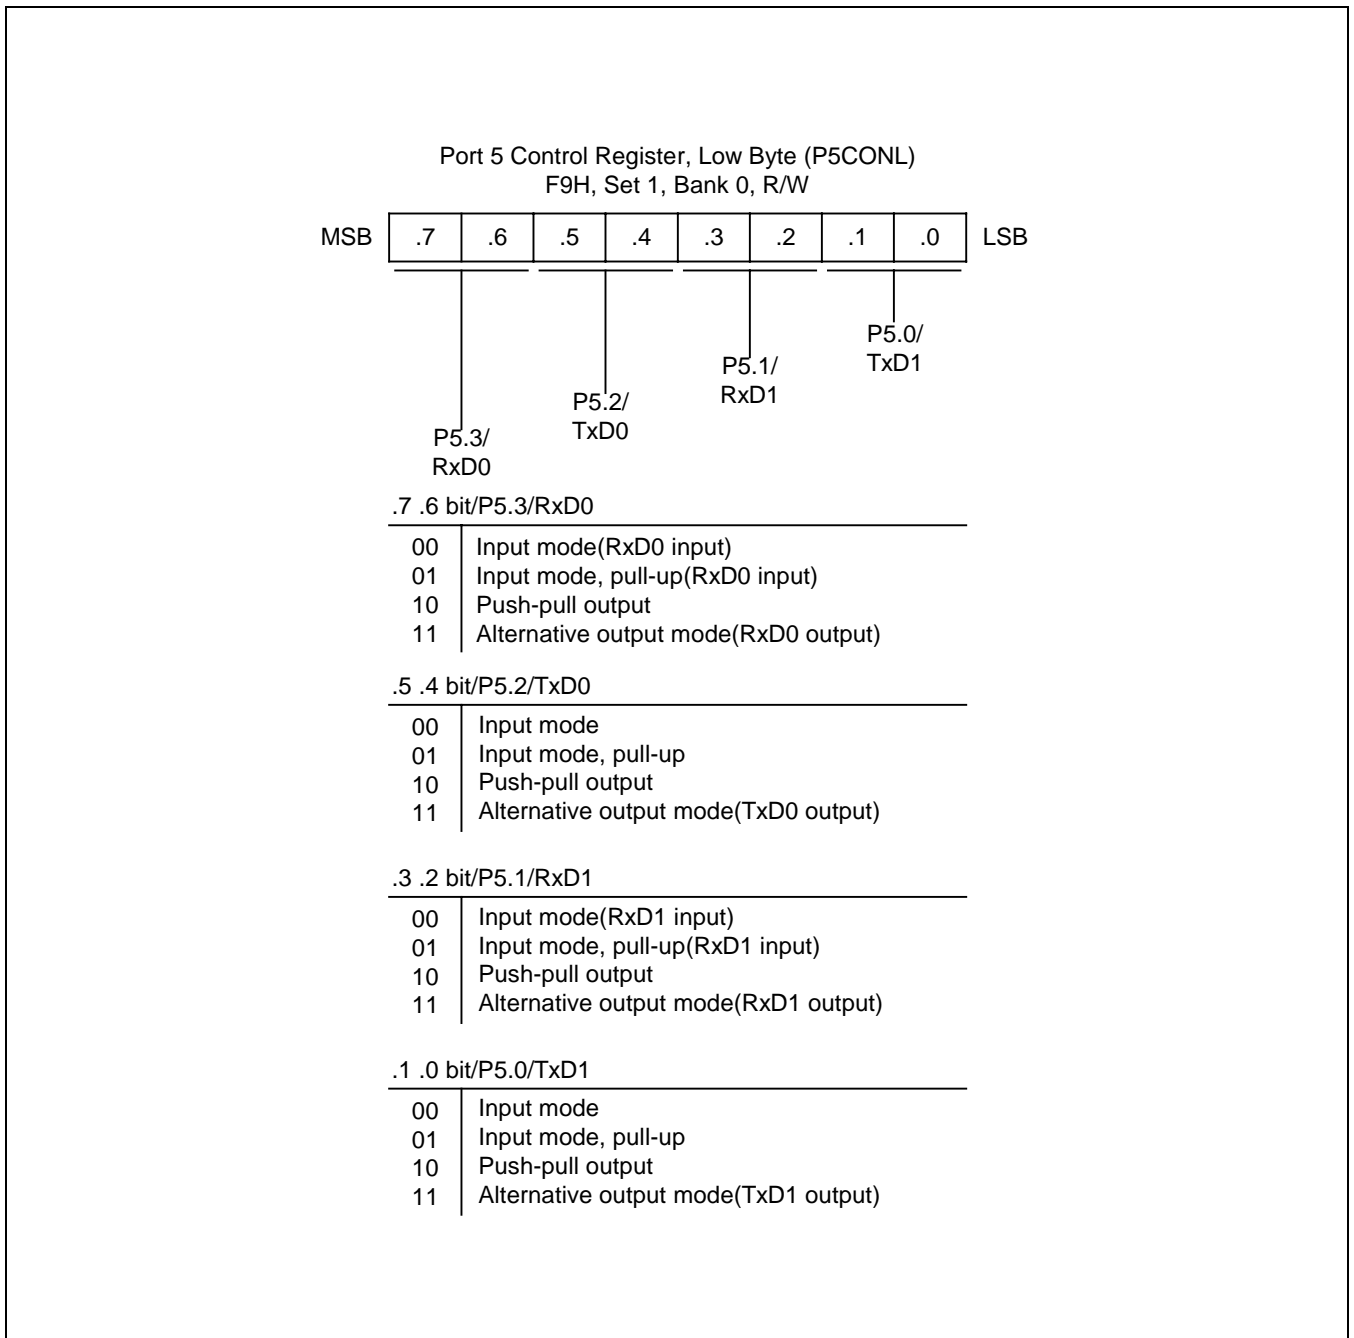 Port 5 Control Register, Low Byte (P5CONL)
F9H, Set 1, Bank 0, R/W
MSB .7 .6 .5 .4 .3 .2 .1 .0 LSB
P5.0/
TxD1
P5.1/
RxD1
P5.2/
TxD0
P5.3/
RxD0
.7 .6 bit/P5.3/RxD0
00 Input mode(RxD0 input)
01 Input mode, pull-up(RxD0 input)
10 Push-pull output
11 Alternative output mode(RxD0 output)
.5 .4 bit/P5.2/TxD0
00 Input mode
01 Input mode, pull-up
10 Push-pull output
11 Alternative output mode(TxD0 output)
.3 .2 bit/P5.1/RxD1
00 Input mode(RxD1 input)
01 Input mode, pull-up(RxD1 input)
10 Push-pull output
11 Alternative output mode(RxD1 output)
.1 .0 bit/P5.0/TxD1
00 Input mode
01 Input mode, pull-up
10 Push-pull output
11 Alternative output mode(TxD1 output)